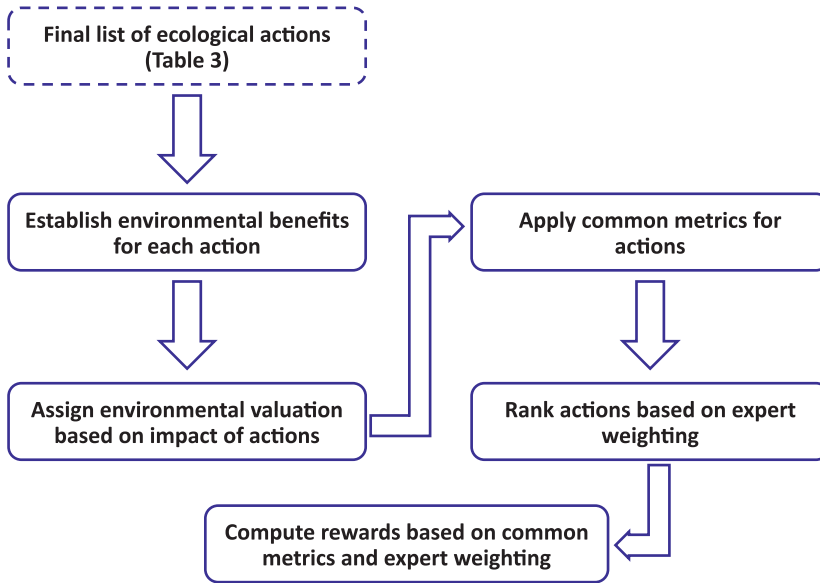 Final list of ecological actions
(Table 3)
Establish environmental benefits
for each action
Assign environmental valuation
based on impact of actions
Apply common metrics for
actions
Rank actions based on expert
weighting
Compute rewards based on common
metrics and expert weighting